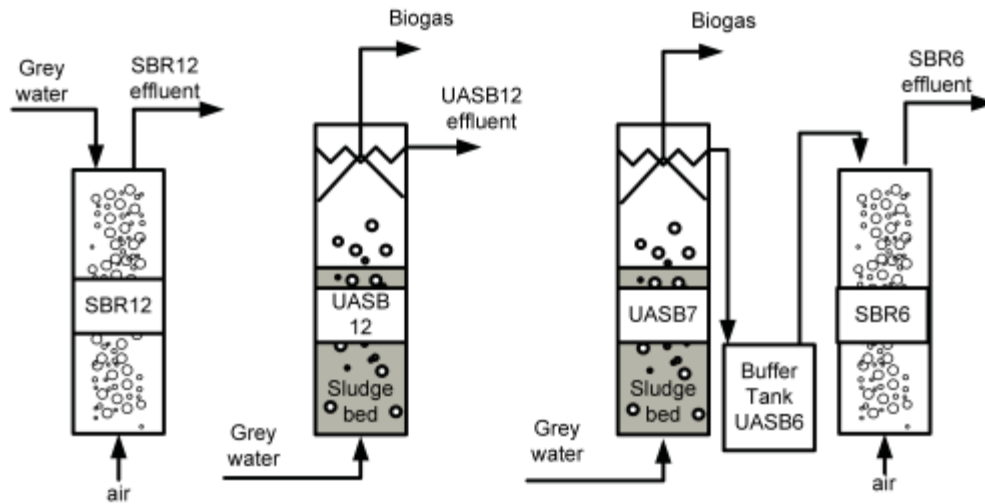 Grey
water
SBR12
effluent
SBR12
air
Biogas
UASB12
effluent
UASB
12
Sludge
bed
Grey
water
Biogas
UASB7
Sludge
bed
Grey
water
Buffer
Tank
UASB6
SBR6
effluent
SBR6
air